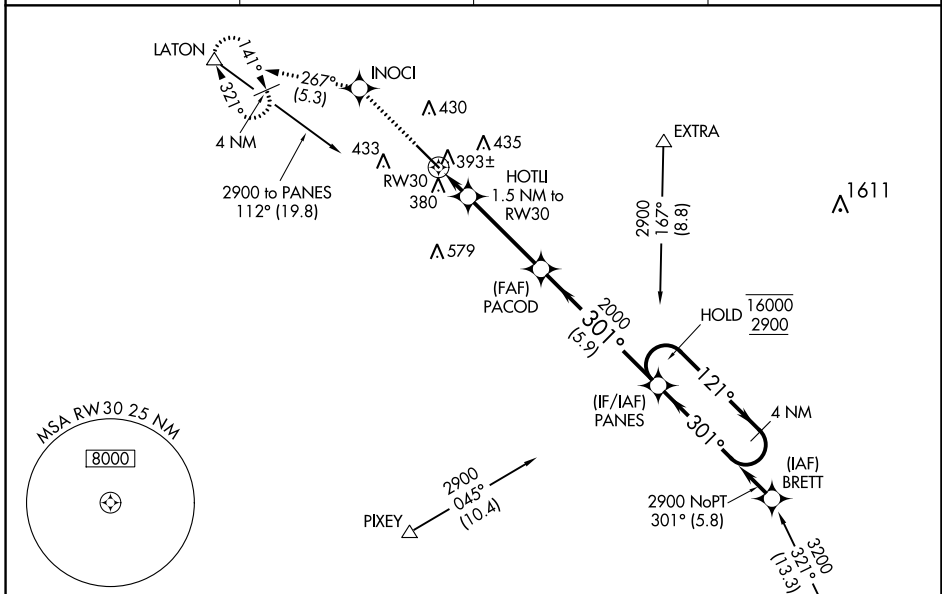 LATON
141°
321°
4 NM
267°
(5.3)
INOCI
430
435
433
393±
RW30
380
HOTLI
1.5 NM to
RW30
EXTRA
1611
2900 to PANES
112° (19.8)
2900
167°
(8.8)
579
(FAF)
PACOD
2000
301°
(5.9)
HOLD
16000
2900
121°
4 NM
(IF/IAF)
PANES
301°
(IAF)
BRETT
2900 NoPT
301° (5.8)
3200
321°
(13.3)
MSA RW30 25 NM
8000
2900
045°
(10.4)
PIXEY